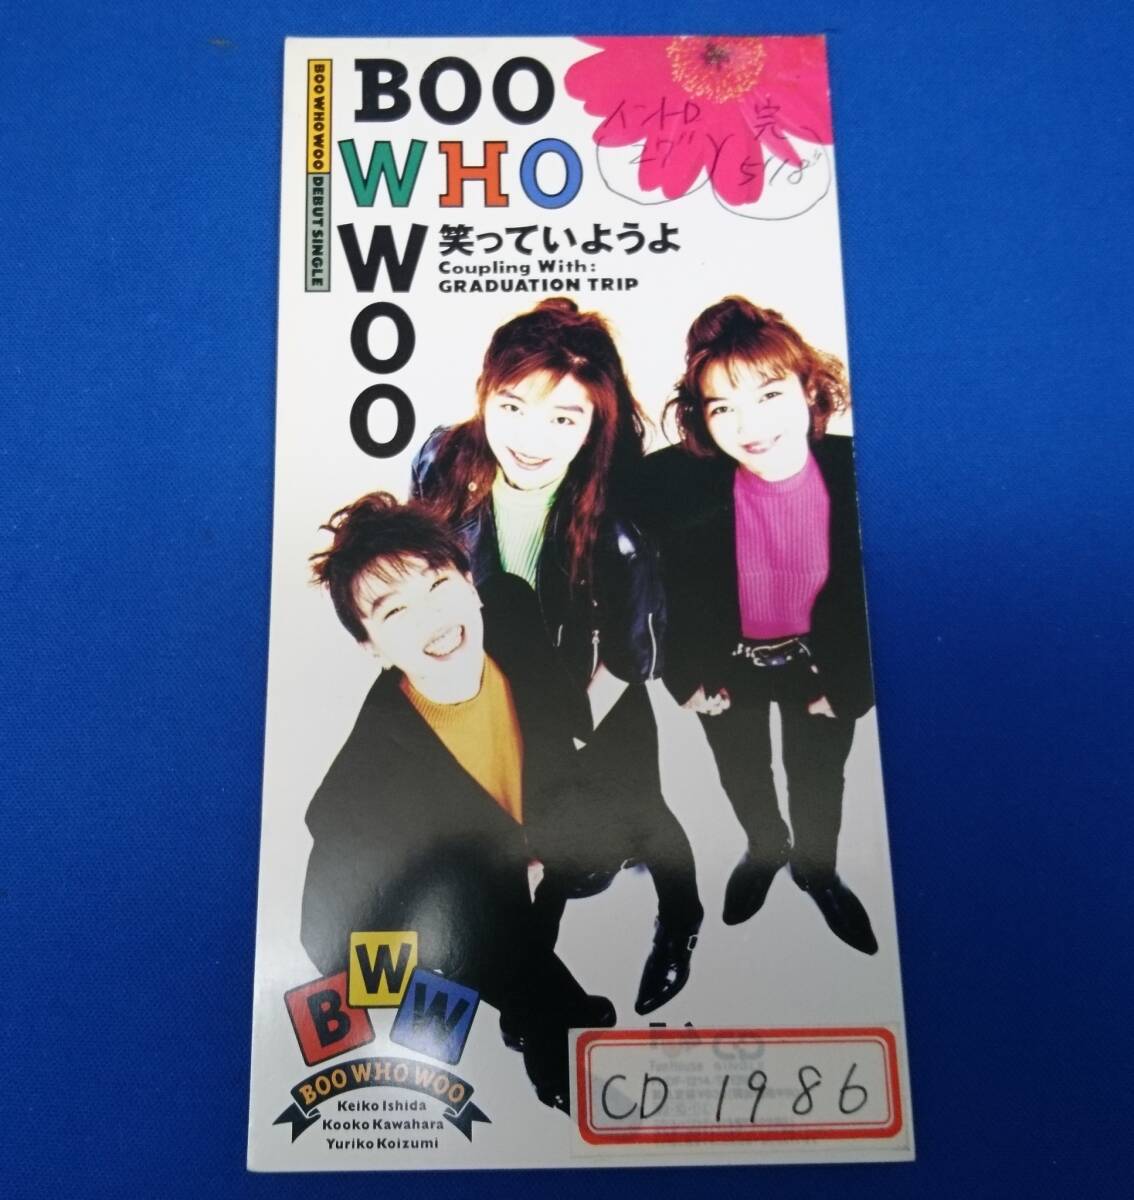 BOO WHO WOO DEBUT SINGLE
BOO
WHO
WOO
笑っていようよ
Coupling With:
GRADUATION TRIP
イントロ
27"
完
5'18"
B W W
BOO WHO WOO
Keiko Ishida
Kooko Kawahara
Yuriko Koizumi
CD 1986